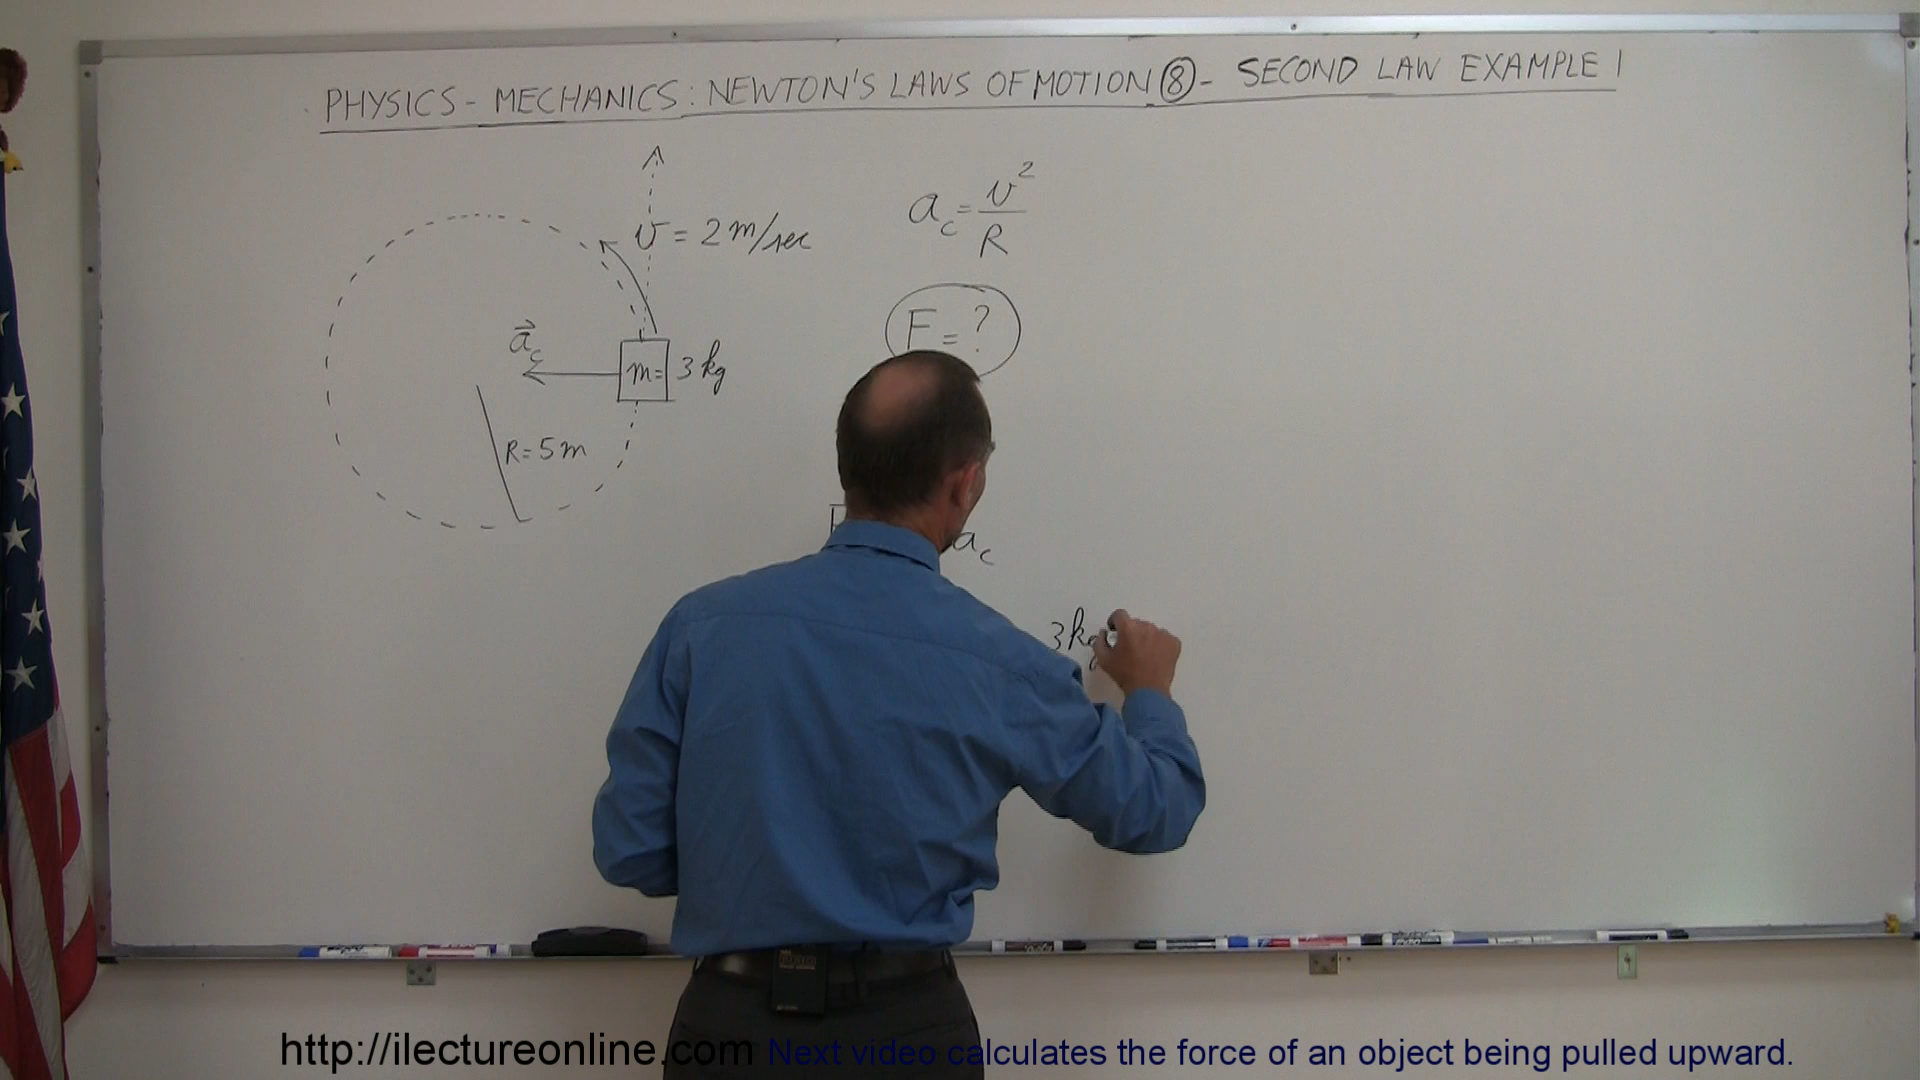 PHYSICS - MECHANICS: NEWTON'S LAWS OF MOTION ⑧ - SECOND LAW EXAMPLE 1
v = 2 m/sec
a_c = v²/R
F = ?
a⃗_c
m = 3 kg
R = 5 m
a_c
3 kg
http://ilectureonline.com Next video calculates the force of an object being pulled upward.